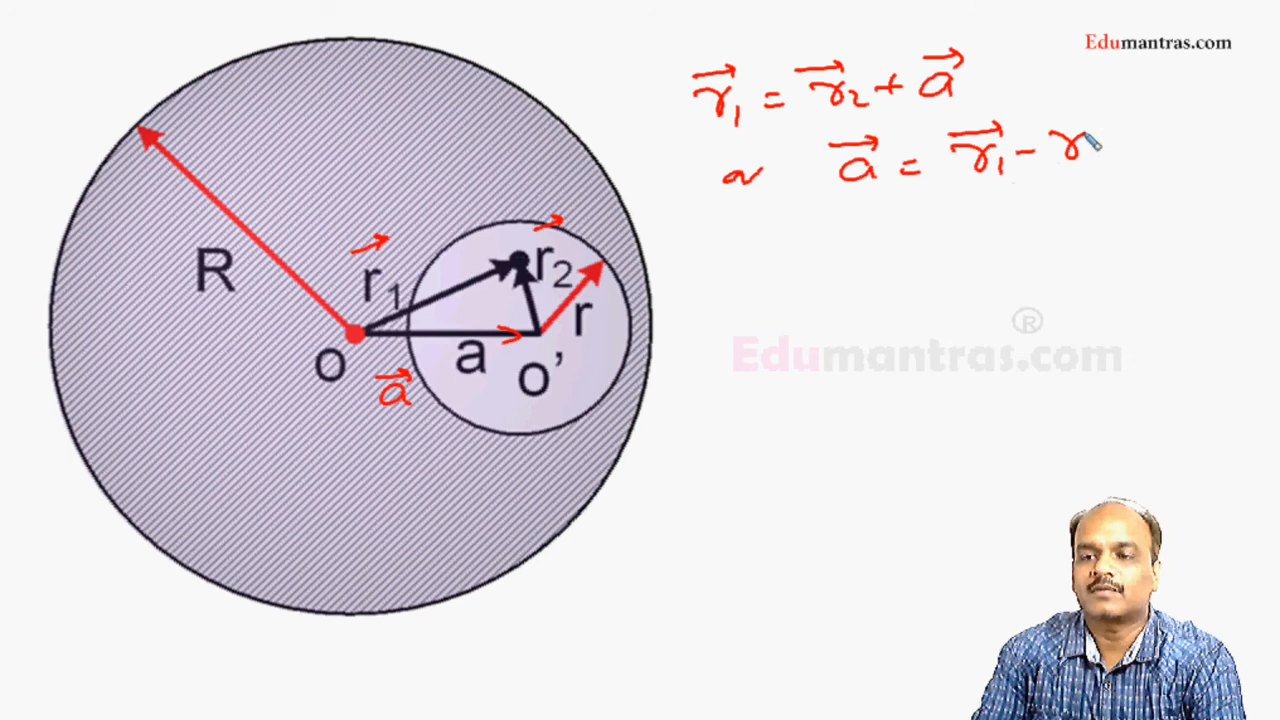 Edumantras.com
r⃗₁ = r⃗₂ + a⃗
or a⃗ = r⃗₁ - r
R
r⃗₁
r⃗₂
r
o
a
o’
a⃗
Edumantras.com®